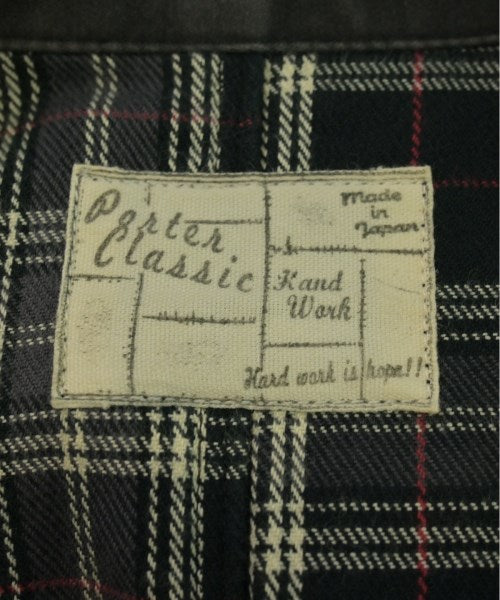 Porter
Classic
Made
in
Japan.
Hand
Work
Hard work is hope!!